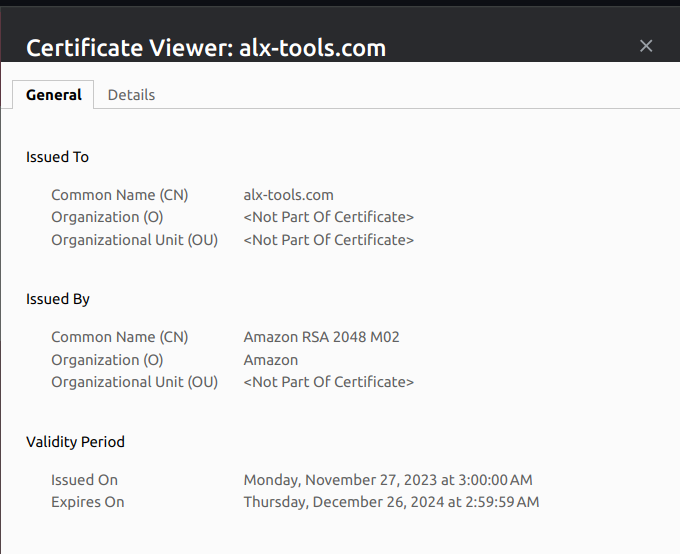 Certificate Viewer: alx-tools.com
General Details
Issued To
Common Name (CN) alx-tools.com
Organization (O) <Not Part Of Certificate>
Organizational Unit (OU) <Not Part Of Certificate>
Issued By
Common Name (CN) Amazon RSA 2048 M02
Organization (O) Amazon
Organizational Unit (OU) <Not Part Of Certificate>
Validity Period
Issued On Monday, November 27, 2023 at 3:00:00 AM
Expires On Thursday, December 26, 2024 at 2:59:59 AM